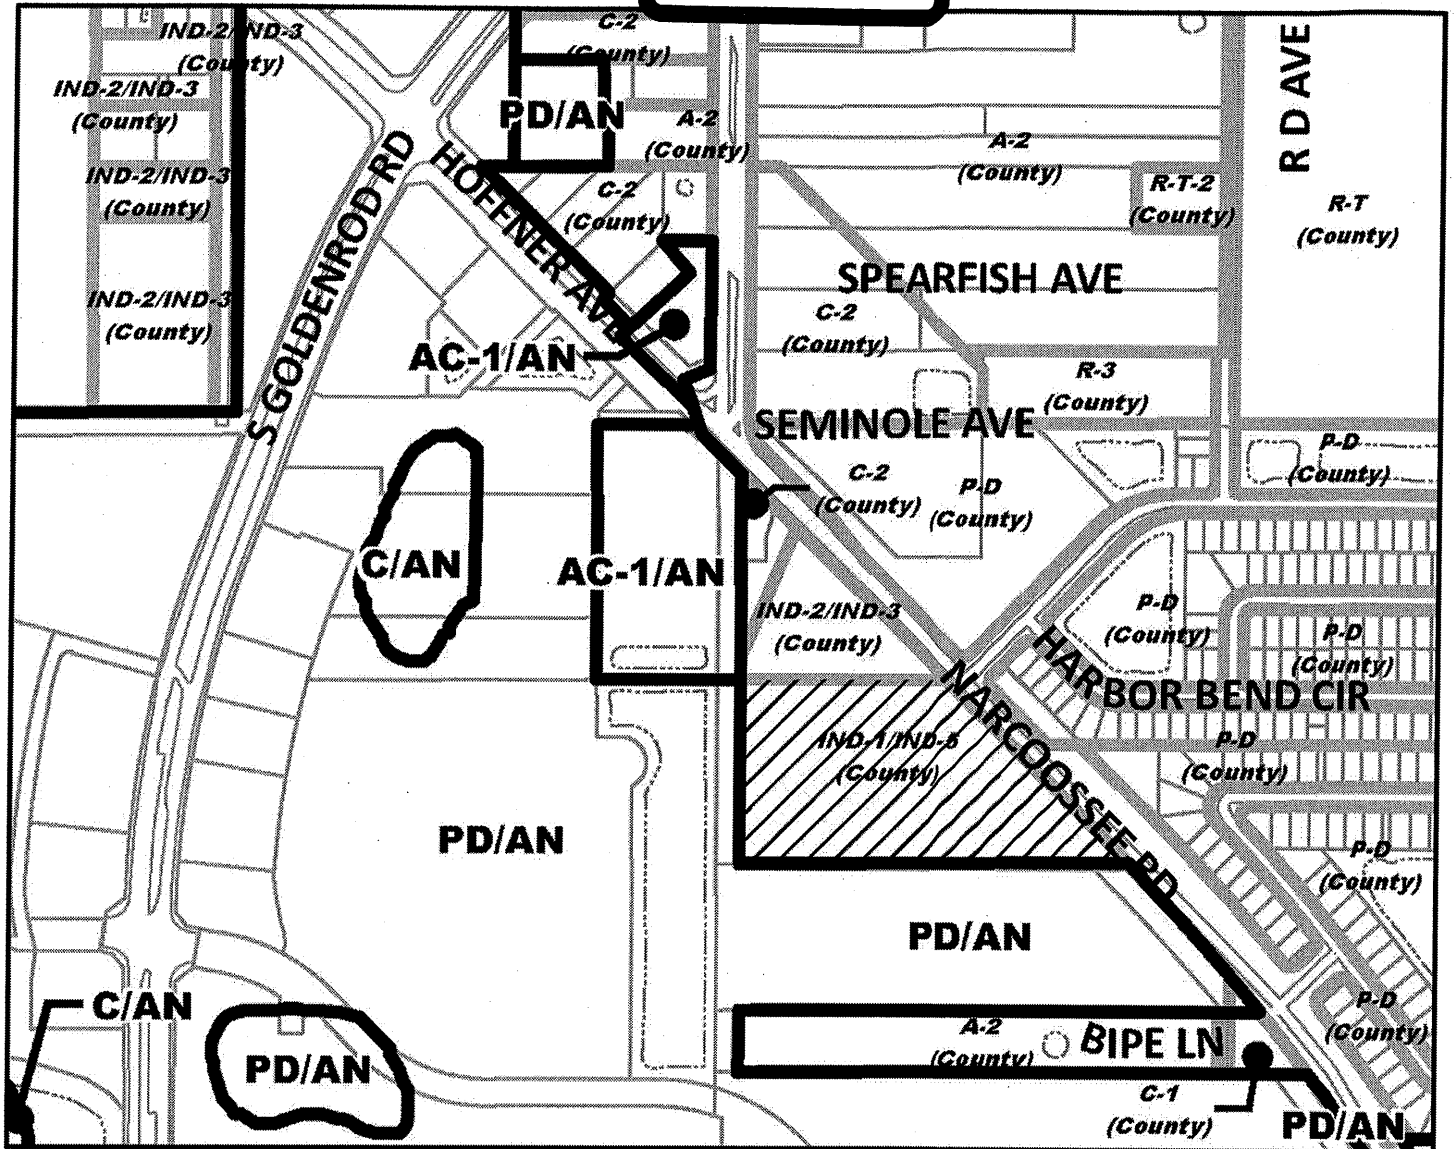 C-2
(County)
IND-2/IND-3
(County)
R D AVE
IND-2/IND-3
(County)
PD/AN
A-2
(County)
A-2
(County)
IND-2/IND-3
(County)
HOFFNER AVE
C-2
(County)
R-T-2
(County)
R-T
(County)
S GOLDENROD RD
SPEARFISH AVE
IND-2/IND-3
(County)
C-2
(County)
AC-1/AN
R-3
(County)
SEMINOLE AVE
P-D
(County)
C-2
(County)
P-D
(County)
C/AN
AC-1/AN
IND-2/IND-3
(County)
P-D
(County)
P-D
(County)
HARBOR BEND CIR
NARCOOSSEE RD
IND-1/IND-5
(County)
P-D
(County)
PD/AN
P-D
(County)
PD/AN
C/AN
P-D
(County)
A-2
(County)
BIPE LN
PD/AN
C-1
(County)
PD/AN